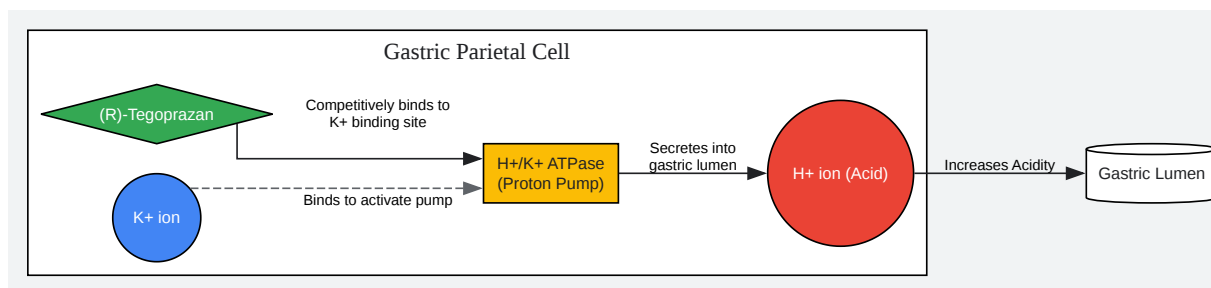 Gastric Parietal Cell
(R)-Tegoprazan
Competitively binds to
K+ binding site
H+/K+ ATPase
(Proton Pump)
Secretes into
gastric lumen
H+ ion (Acid)
Increases Acidity
Gastric Lumen
Binds to activate pump
K+ ion